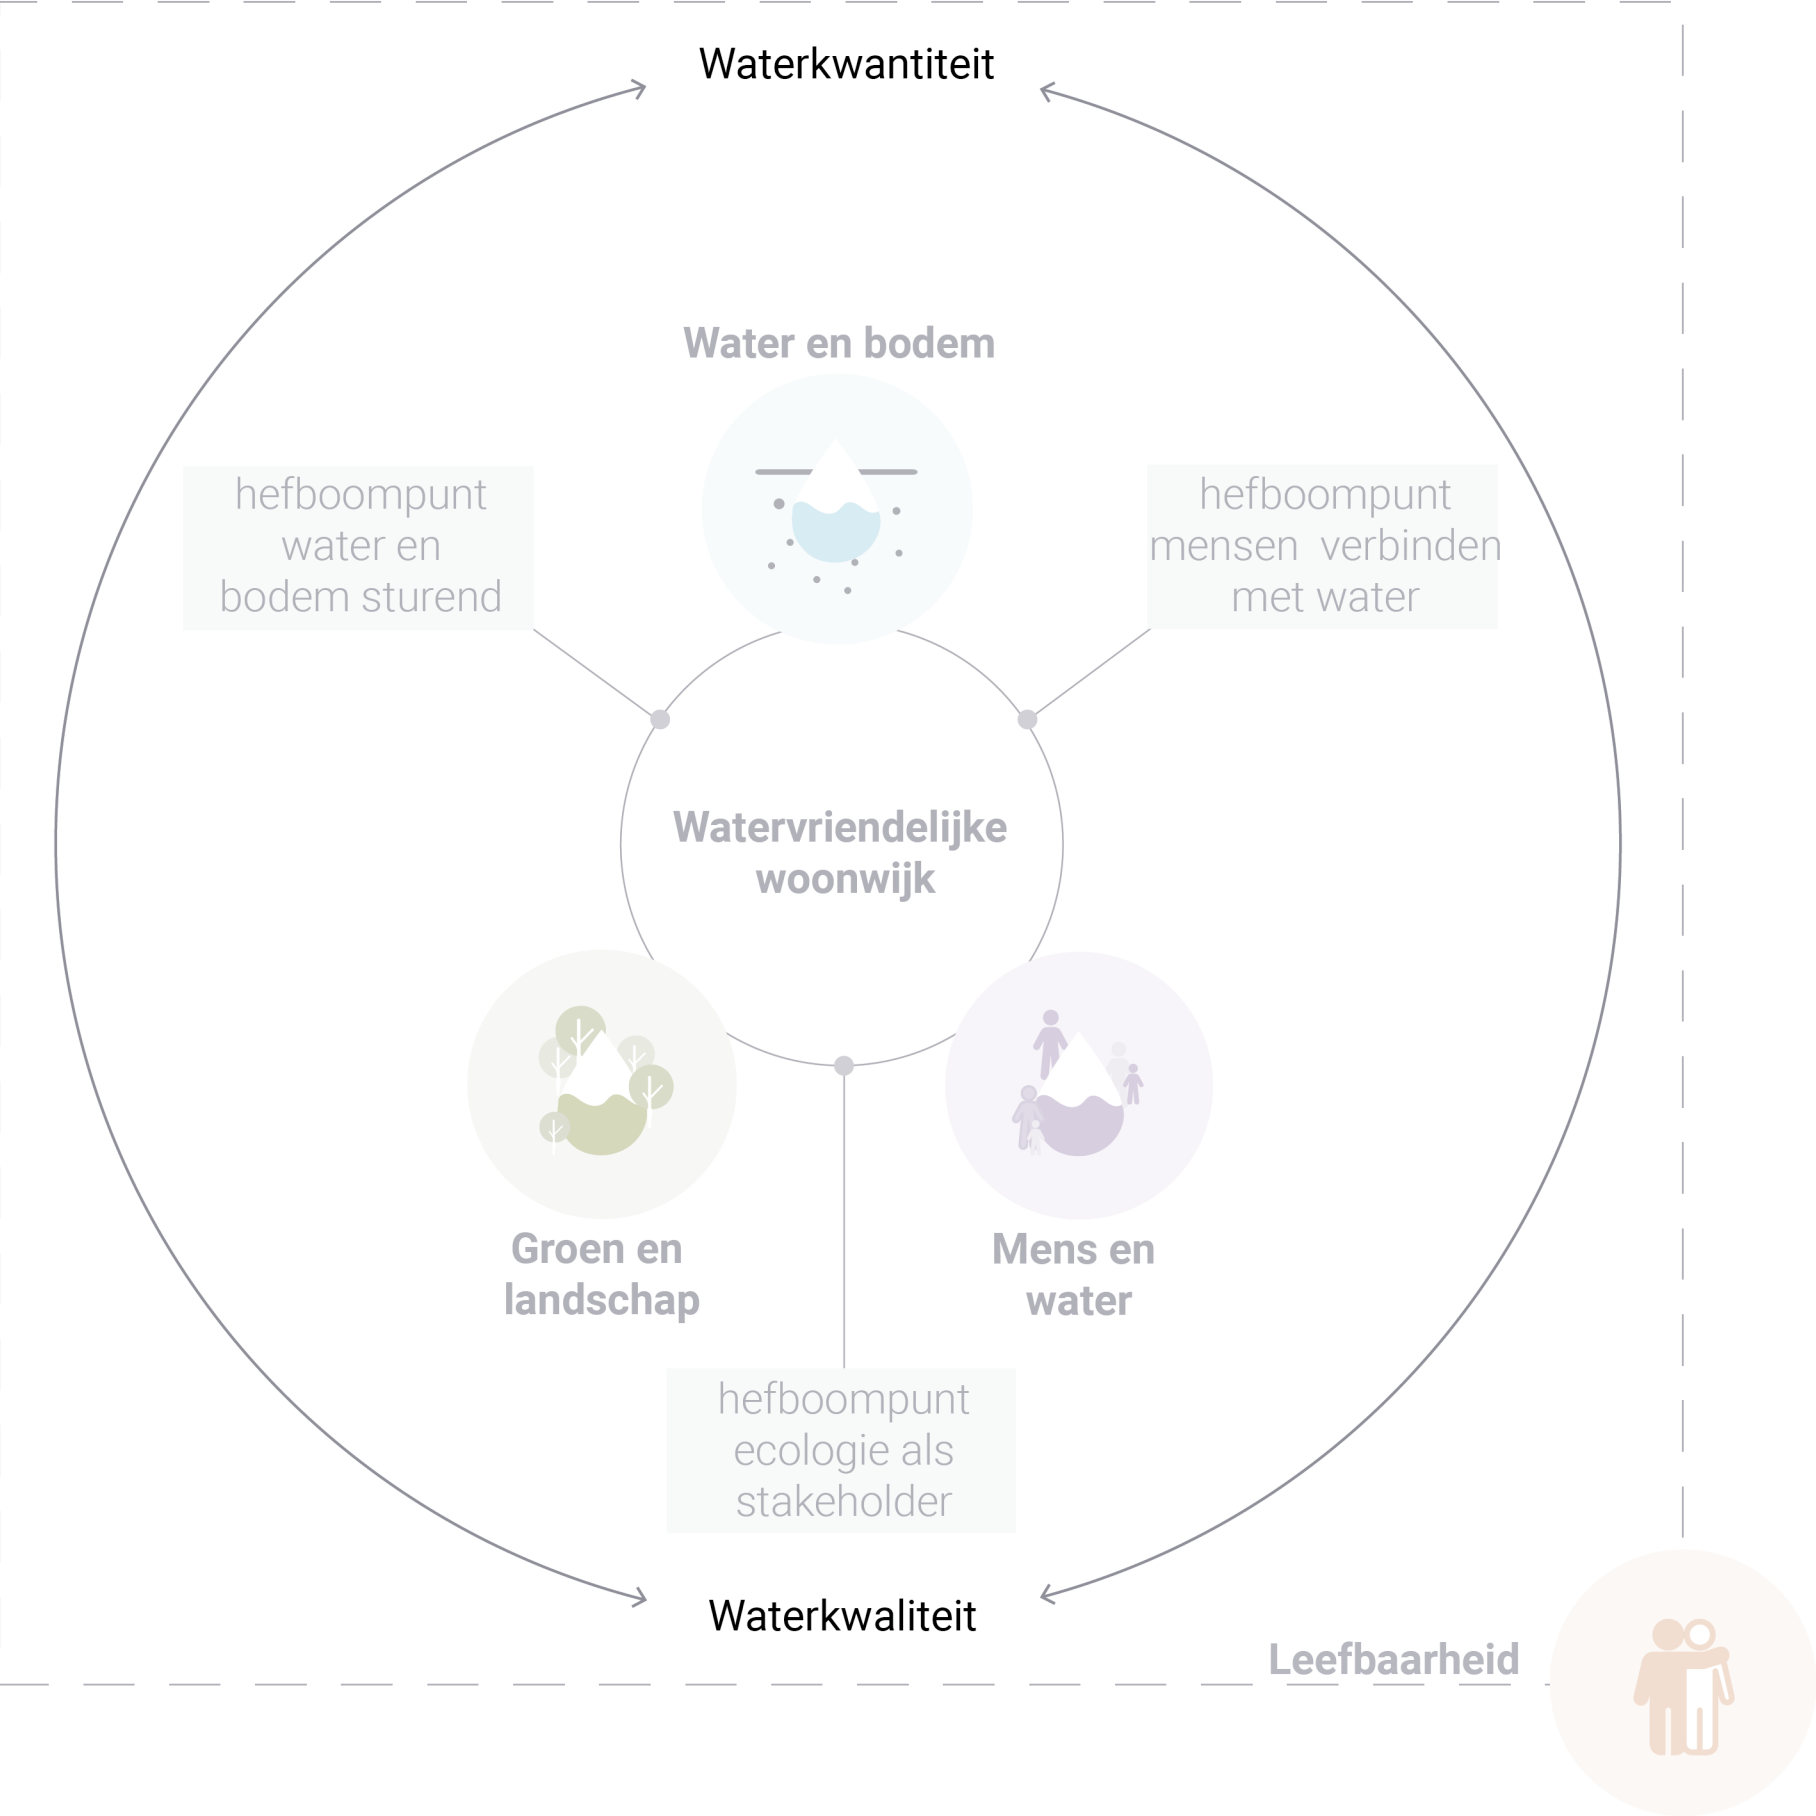 Waterkwantiteit
Water en bodem
hefboompunt
water en
bodem sturend
hefboompunt
mensen  verbinden
met water
Watervriendelijke
woonwijk
Groen en
landschap
Mens en
water
hefboompunt
ecologie als
stakeholder
Waterkwaliteit
Leefbaarheid